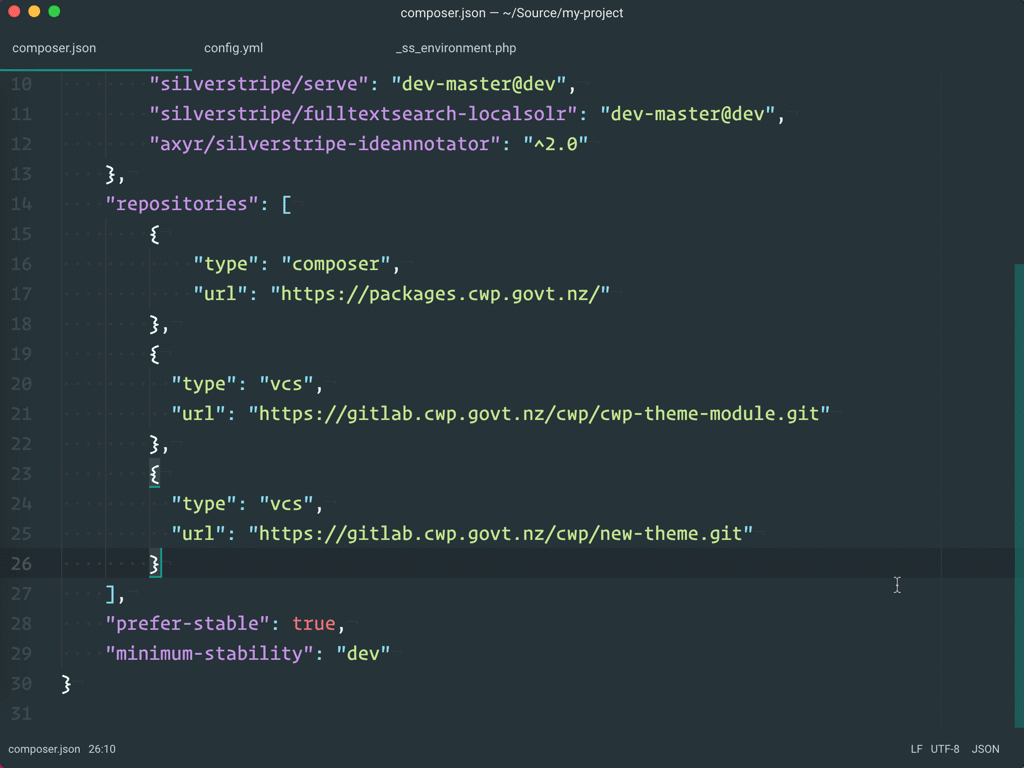 composer.json — ~/Source/my-project
composer.json config.yml _ss_environment.php
10 "silverstripe/serve": "dev-master@dev",
11 "silverstripe/fulltextsearch-localsolr": "dev-master@dev",
12 "axyr/silverstripe-ideannotator": "^2.0"
13 },
14 "repositories": [
15 {
16 "type": "composer",
17 "url": "https://packages.cwp.govt.nz/"
18 },
19 {
20 "type": "vcs",
21 "url": "https://gitlab.cwp.govt.nz/cwp/cwp-theme-module.git"
22 },
23 {
24 "type": "vcs",
25 "url": "https://gitlab.cwp.govt.nz/cwp/new-theme.git"
26 }
27 ],
28 "prefer-stable": true,
29 "minimum-stability": "dev"
30 }
31
composer.json 26:10 LF UTF-8 JSON